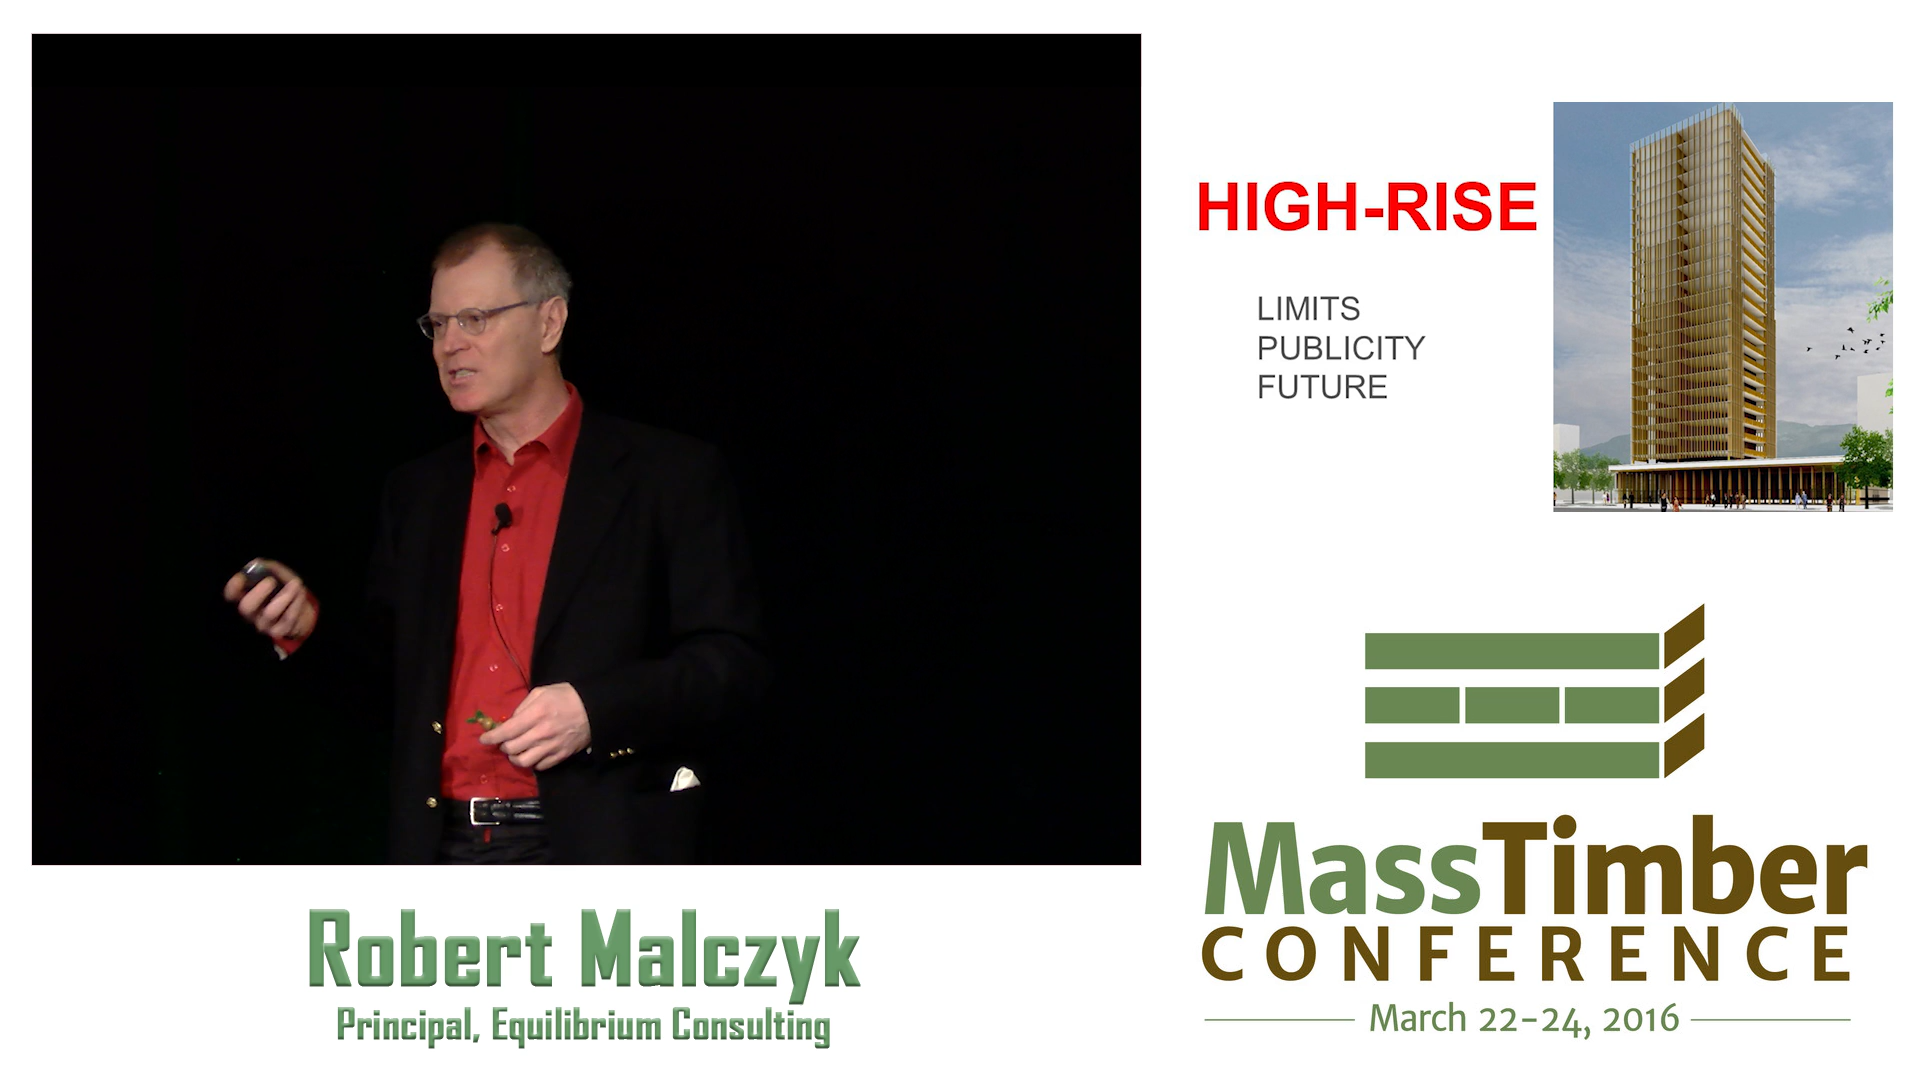 HIGH-RISE
LIMITS
PUBLICITY
FUTURE
MassTimber
CONFERENCE
March 22-24, 2016
Robert Malczyk
Principal, Equilibrium Consulting